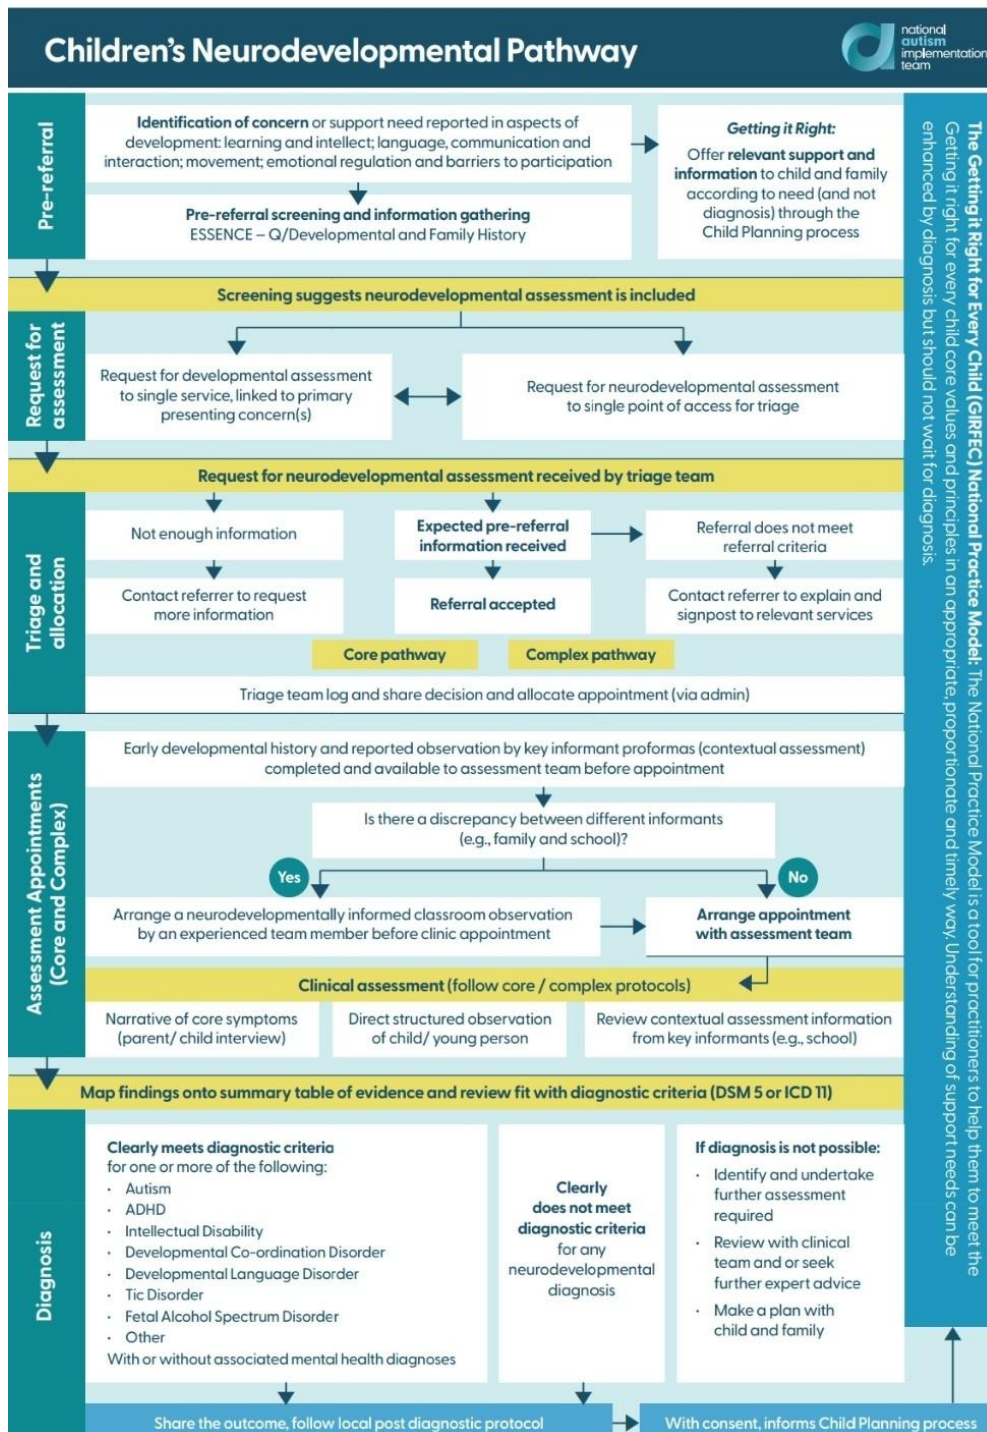 Children's Neurodevelopmental Pathway
national
autism
implementation
team
Pre-referral
Identification of concern or support need reported in aspects of
development: learning and intellect; language, communication and
interaction; movement; emotional regulation and barriers to participation
Pre-referral screening and information gathering
ESSENCE – Q/Developmental and Family History
Getting it Right:
Offer relevant support and
information to child and family
according to need (and not
diagnosis) through the
Child Planning process
Screening suggests neurodevelopmental assessment is included
Request for
assessment
Request for developmental assessment
to single service, linked to primary
presenting concern(s)
Request for neurodevelopmental assessment
to single point of access for triage
Request for neurodevelopmental assessment received by triage team
Triage and
allocation
Not enough information
Expected pre-referral
information received
Referral does not meet
referral criteria
Contact referrer to request
more information
Referral accepted
Contact referrer to explain and
signpost to relevant services
Core pathway
Complex pathway
Triage team log and share decision and allocate appointment (via admin)
Assessment Appointments
(Core and Complex)
Early developmental history and reported observation by key informant proformas (contextual assessment)
completed and available to assessment team before appointment
Is there a discrepancy between different informants
(e.g., family and school)?
Yes
No
Arrange a neurodevelopmentally informed classroom observation
by an experienced team member before clinic appointment
Arrange appointment
with assessment team
Clinical assessment (follow core / complex protocols)
Narrative of core symptoms
(parent/ child interview)
Direct structured observation
of child/ young person
Review contextual assessment information
from key informants (e.g., school)
Map findings onto summary table of evidence and review fit with diagnostic criteria (DSM 5 or ICD 11)
Diagnosis
Clearly meets diagnostic criteria
for one or more of the following:
· Autism
· ADHD
· Intellectual Disability
· Developmental Co-ordination Disorder
· Developmental Language Disorder
· Tic Disorder
· Fetal Alcohol Spectrum Disorder
· Other
With or without associated mental health diagnoses
Clearly
does not meet
diagnostic criteria
for any
neurodevelopmental
diagnosis
If diagnosis is not possible:
· Identify and undertake
further assessment
required
· Review with clinical
team and or seek
further expert advice
· Make a plan with
child and family
Share the outcome, follow local post diagnostic protocol
With consent, informs Child Planning process
The Getting it Right for Every Child (GIRFEC) National Practice Model: The National Practice Model is a tool for practitioners to help them to meet the
Getting it right for every child core values and principles in an appropriate, proportionate and timely way. Understanding of support needs can be
enhanced by diagnosis but should not wait for diagnosis.